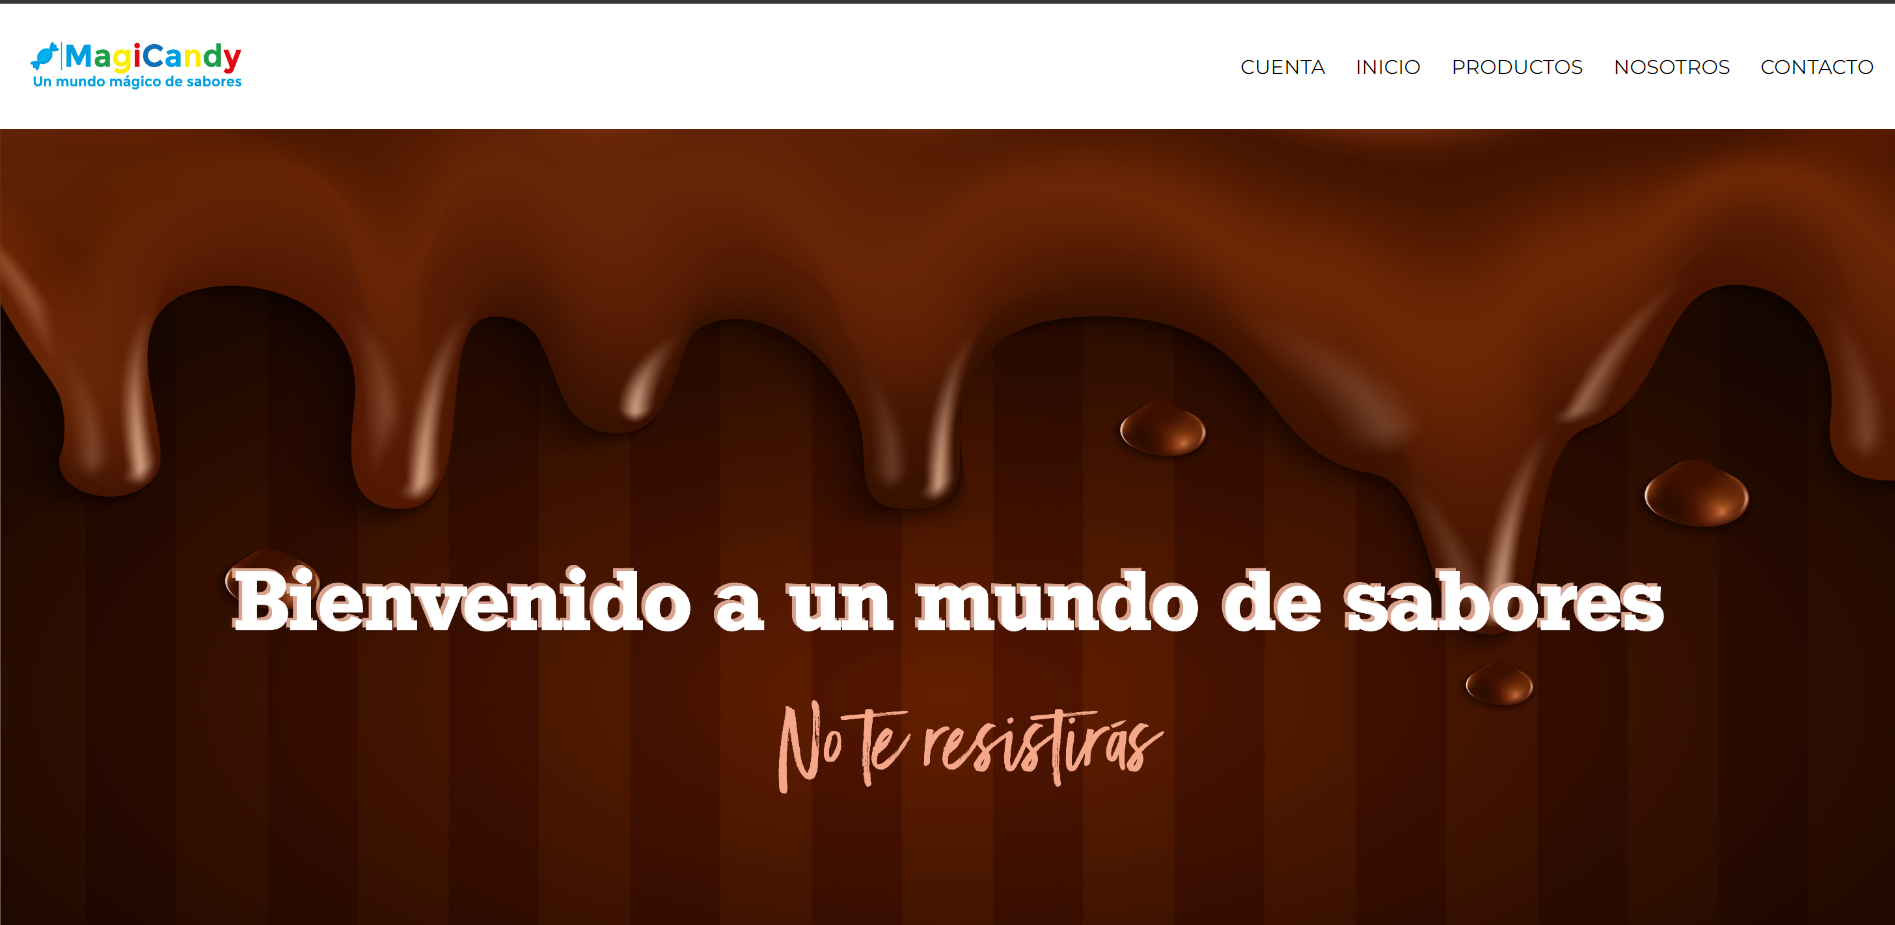 MagiCandy
Un mundo mágico de sabores
CUENTA INICIO PRODUCTOS NOSOTROS CONTACTO
Bienvenido a un mundo de sabores
No te resistirás